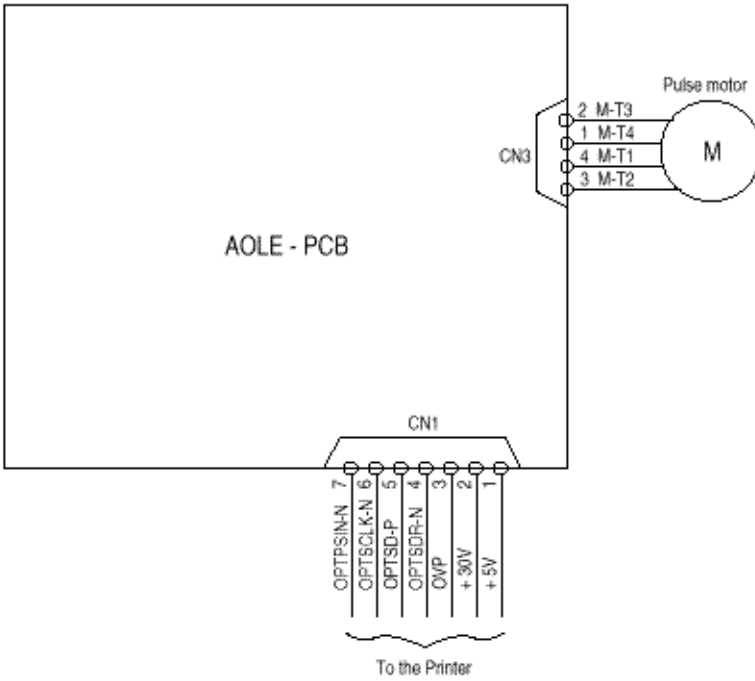 Pulse motor
2 M-T3
1 M-T4
4 M-T1
3 M-T2
M
CN3
AOLE - PCB
CN1
7 OPTPSIN-N
6 OPTSCLK-N
5 OPTSD-P
4 OPTSDR-N
3 OVP
2 + 30V
1 + 5V
To the Printer